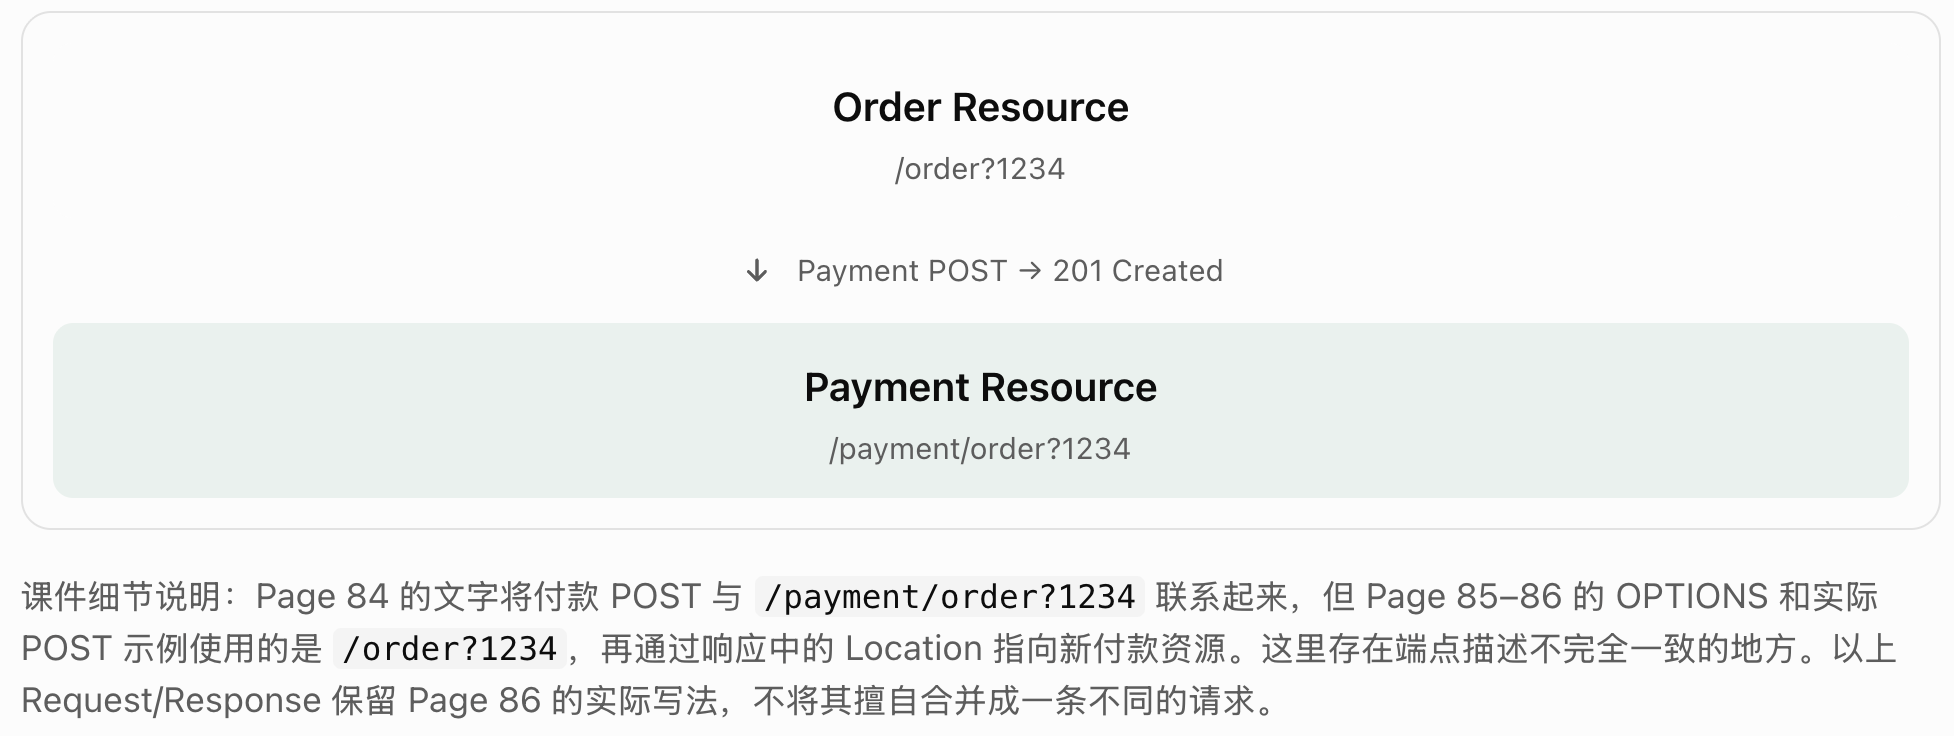 Order Resource
/order?1234
↓ Payment POST → 201 Created
Payment Resource
/payment/order?1234
课件细节说明：Page 84 的文字将付款 POST 与 /payment/order?1234 联系起来，但 Page 85–86 的 OPTIONS 和实际
POST 示例使用的是 /order?1234，再通过响应中的 Location 指向新付款资源。这里存在端点描述不完全一致的地方。以上
Request/Response 保留 Page 86 的实际写法，不将其擅自合并成一条不同的请求。